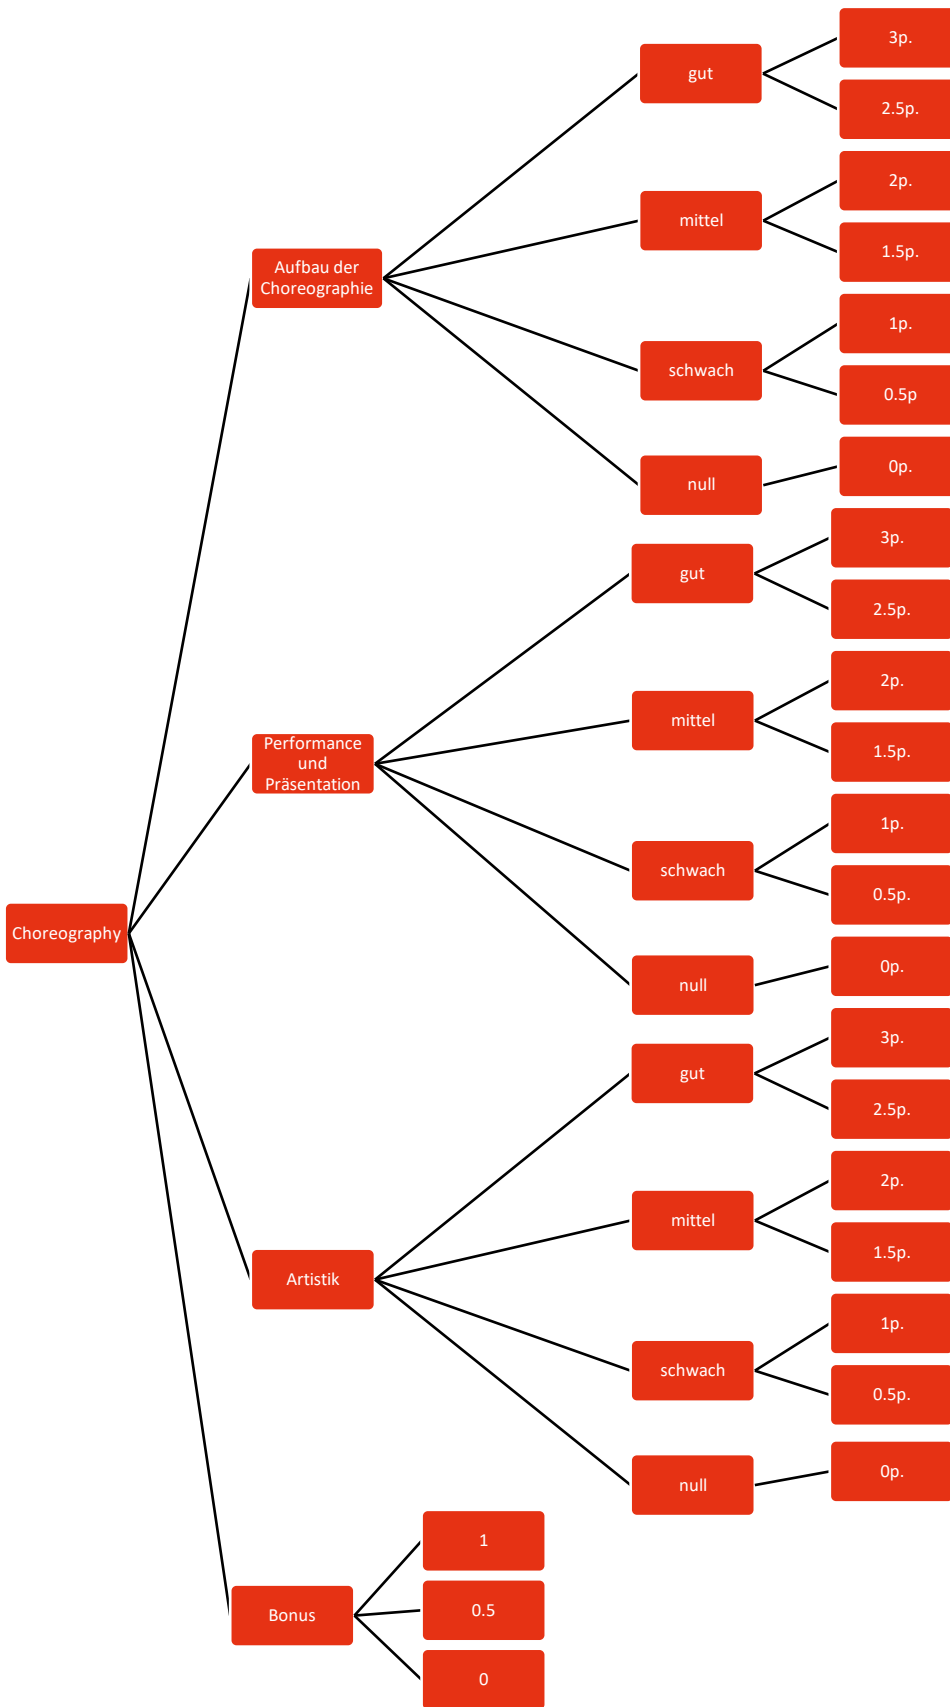 Choreography
Aufbau der
Choreographie
gut
3p.
2.5p.
mittel
2p.
1.5p.
schwach
1p.
0.5p
null
0p.
Performance
und
Präsentation
gut
3p.
2.5p.
mittel
2p.
1.5p.
schwach
1p.
0.5p.
null
0p.
Artistik
gut
3p.
2.5p.
mittel
2p.
1.5p.
schwach
1p.
0.5p.
null
0p.
Bonus
1
0.5
0